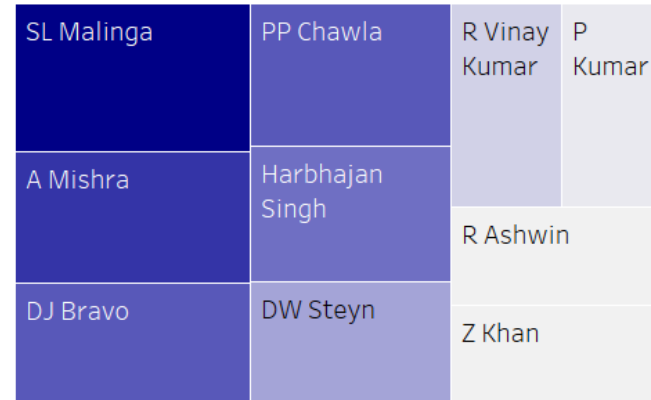 SL Malinga
A Mishra
DJ Bravo
PP Chawla
Harbhajan
Singh
DW Steyn
R Vinay
Kumar
P
Kumar
R Ashwin
Z Khan